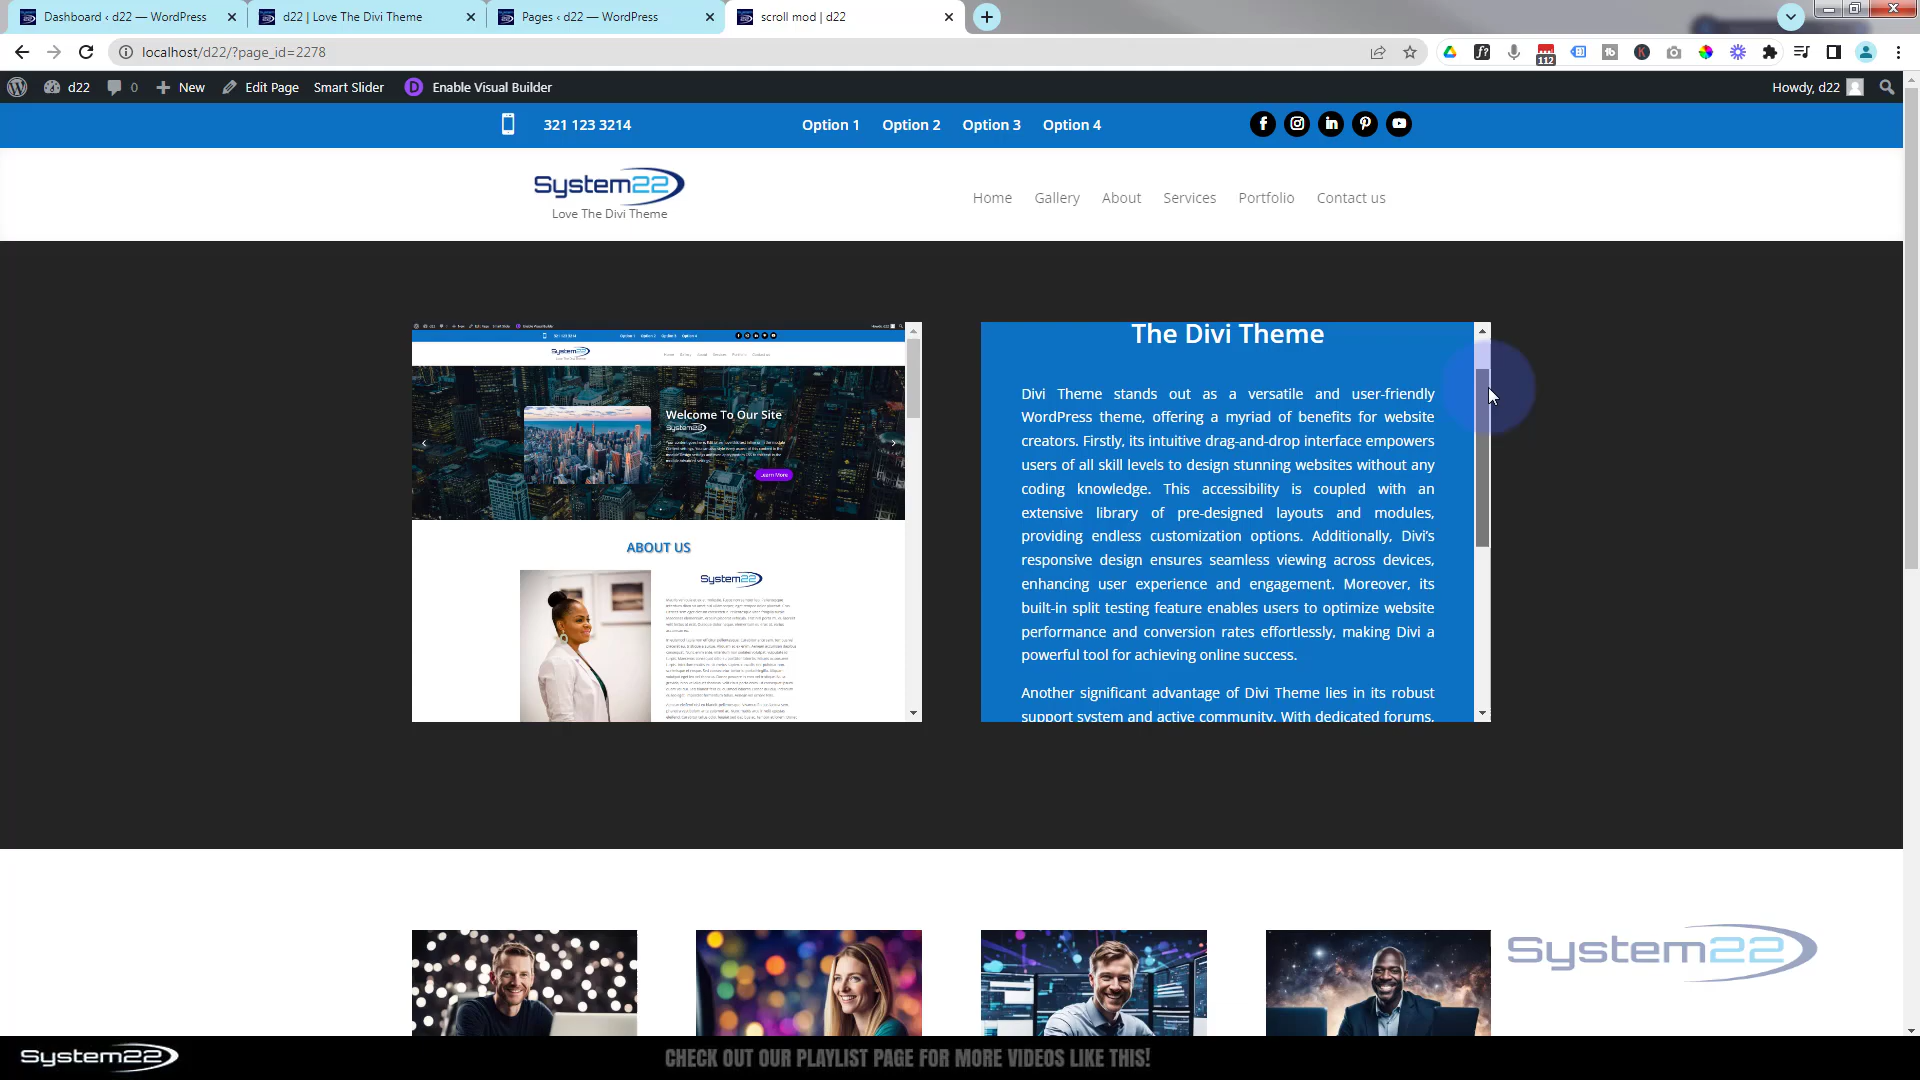 Dashboard ‹ d22 — WordPress
d22 | Love The Divi Theme
Pages ‹ d22 — WordPress
scroll mod | d22
localhost/d22/?page_id=2278
112
d22
0
New
Edit Page
Smart Slider
D
Enable Visual Builder
Howdy, d22
321 123 3214
Option 1
Option 2
Option 3
Option 4
System22
Love The Divi Theme
Home
Gallery
About
Services
Portfolio
Contact us
Welcome To Our Site
System22
Learn More
ABOUT US
System22
The Divi Theme
Divi Theme stands out as a versatile and user-friendly
WordPress theme, offering a myriad of benefits for website
creators. Firstly, its intuitive drag-and-drop interface empowers
users of all skill levels to design stunning websites without any
coding knowledge. This accessibility is coupled with an
extensive library of pre-designed layouts and modules,
providing endless customization options. Additionally, Divi’s
responsive design ensures seamless viewing across devices,
enhancing user experience and engagement. Moreover, its
built-in split testing feature enables users to optimize website
performance and conversion rates effortlessly, making Divi a
powerful tool for achieving online success.
Another significant advantage of Divi Theme lies in its robust
support system and active community. With dedicated forums,
System22
System22
CHECK OUT OUR PLAYLIST PAGE FOR MORE VIDEOS LIKE THIS!